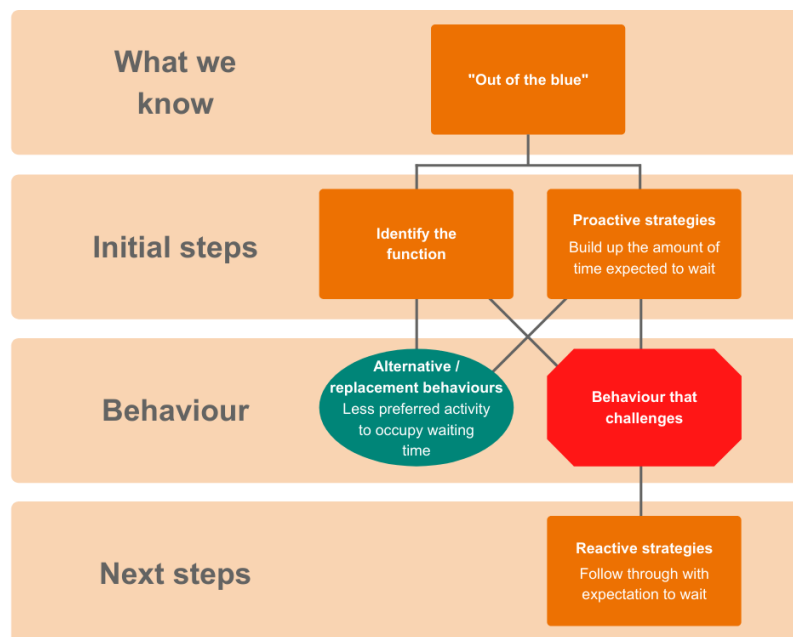 What we
know
"Out of the blue"
Initial steps
Identify the
function
Proactive strategies
Build up the amount of
time expected to wait
Behaviour
Alternative /
replacement behaviours
Less preferred activity
to occupy waiting
time
Behaviour that
challenges
Next steps
Reactive strategies
Follow through with
expectation to wait